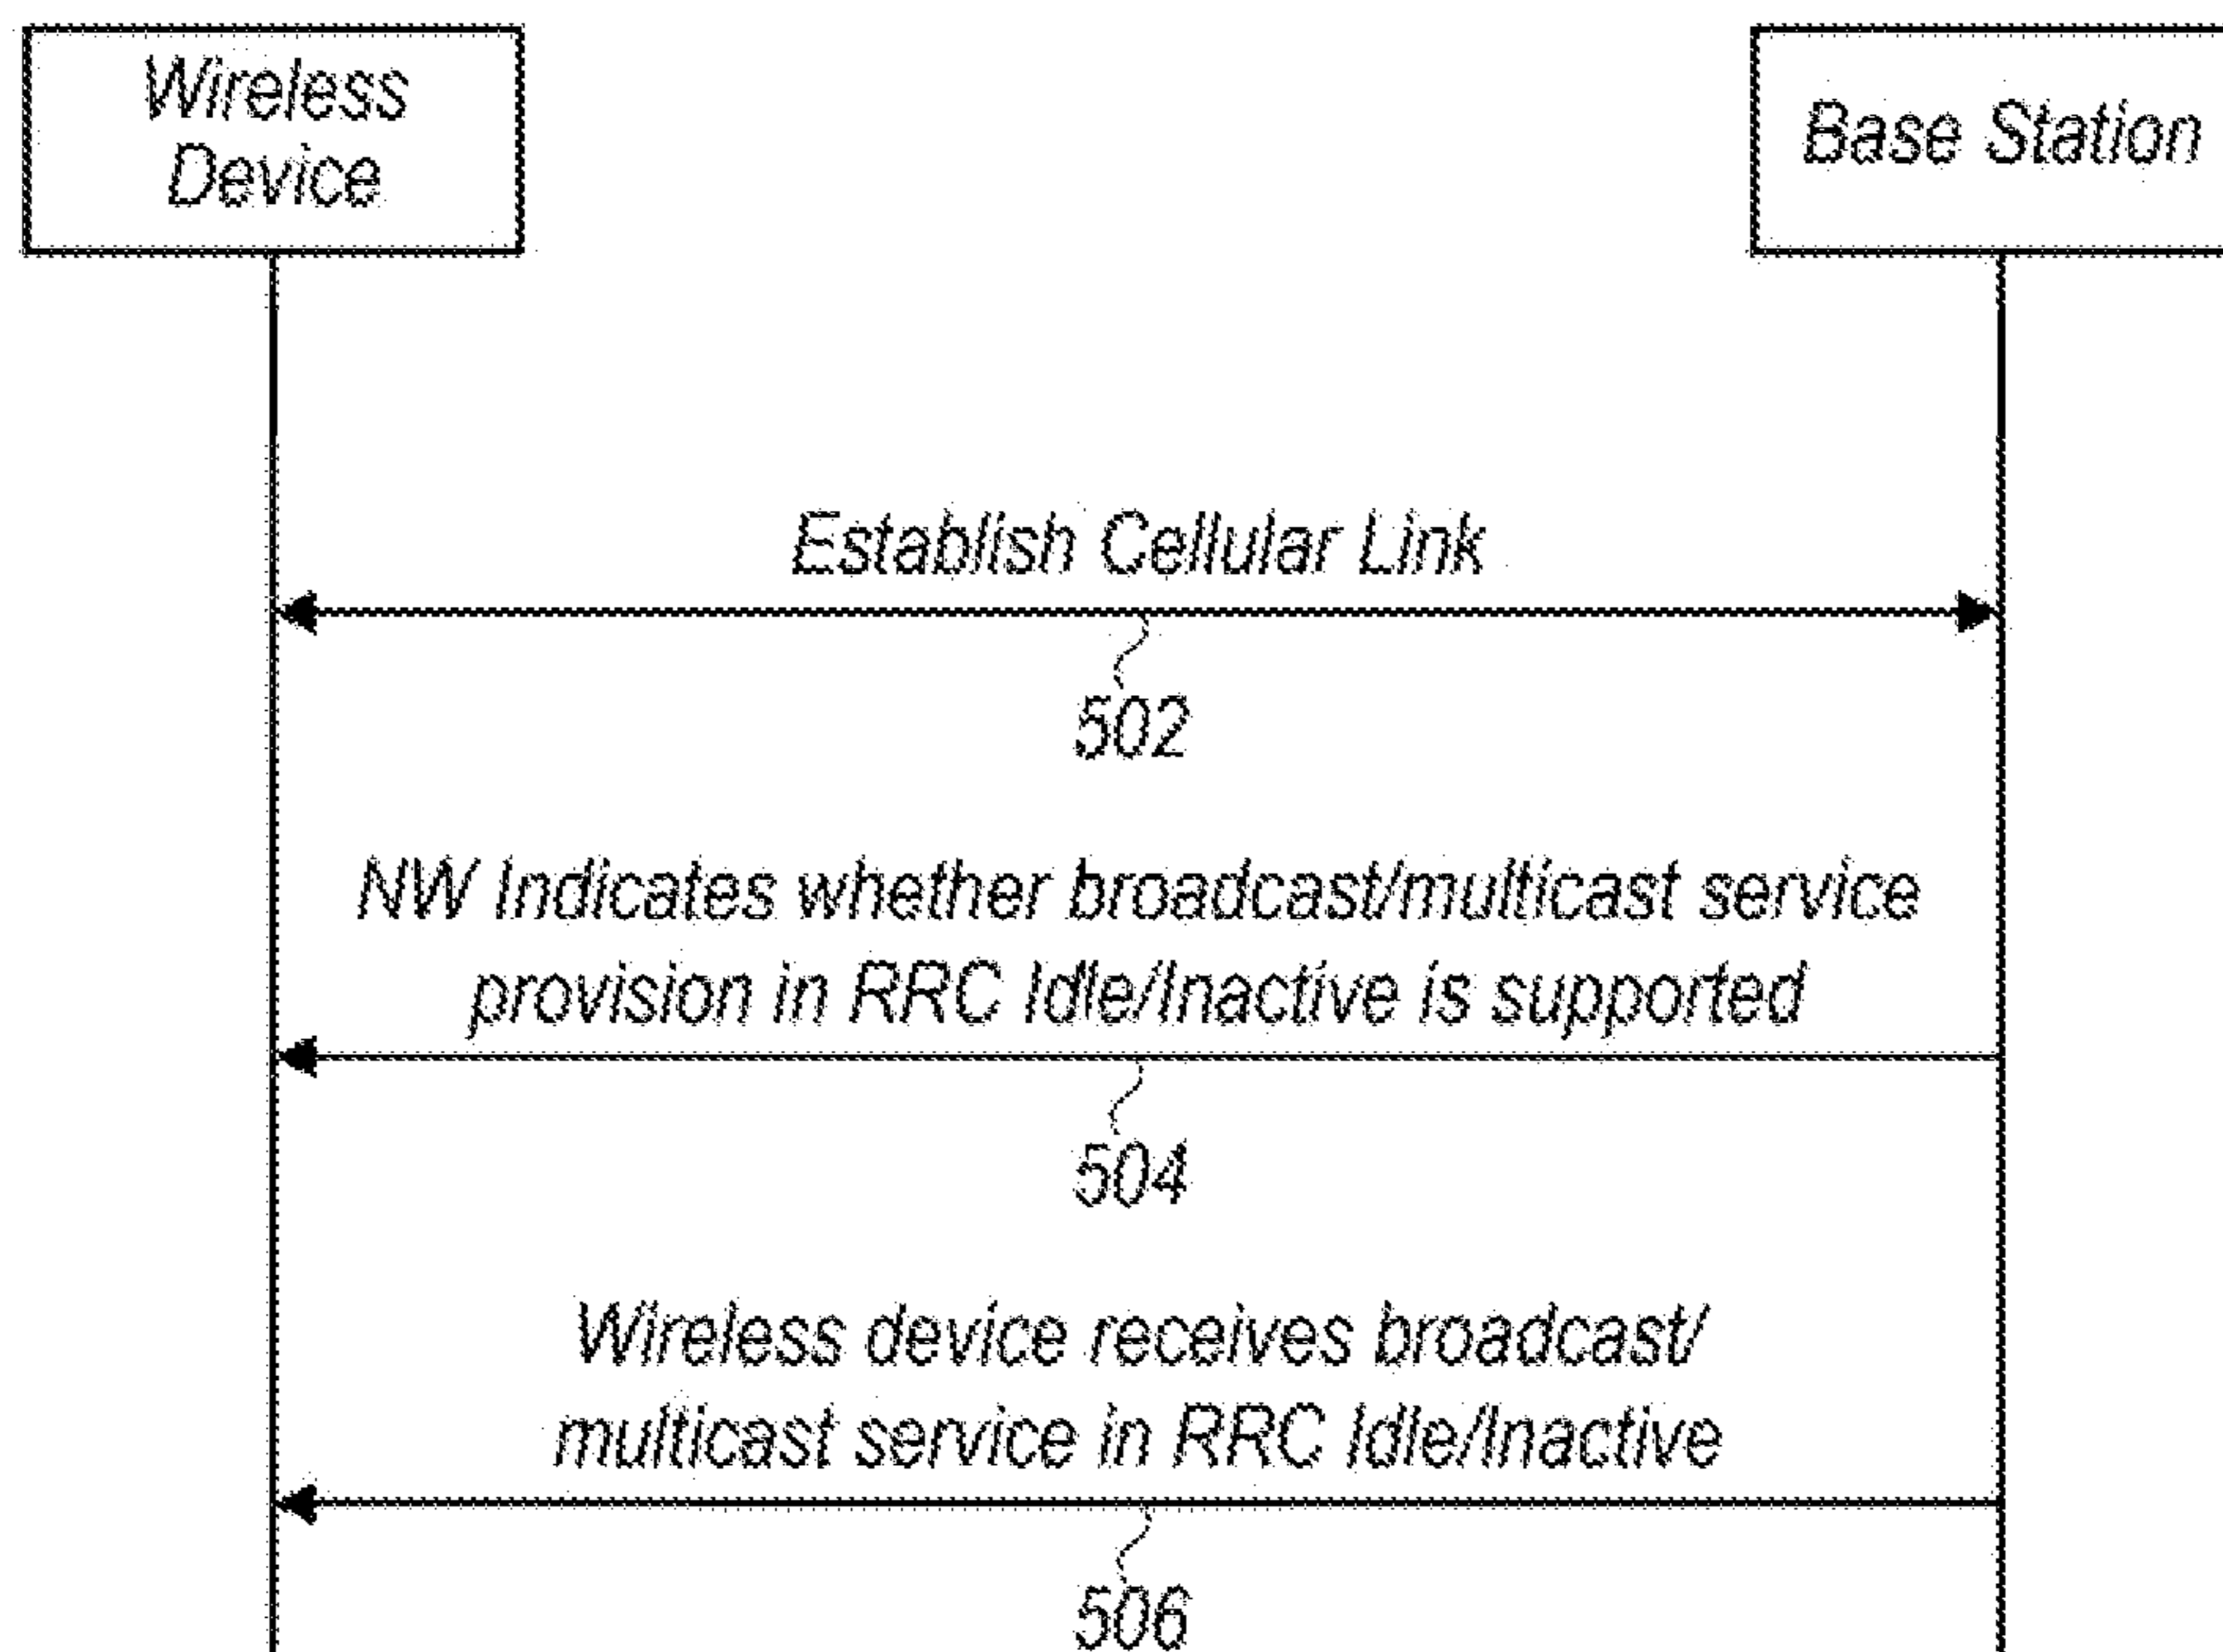 Wireless
Device
Base Station
Establish Cellular Link
502
NW Indicates whether broadcast/multicast service
provision in RRC Idle/Inactive is supported
504
Wireless device receives broadcast/
multicast service in RRC Idle/Inactive
506